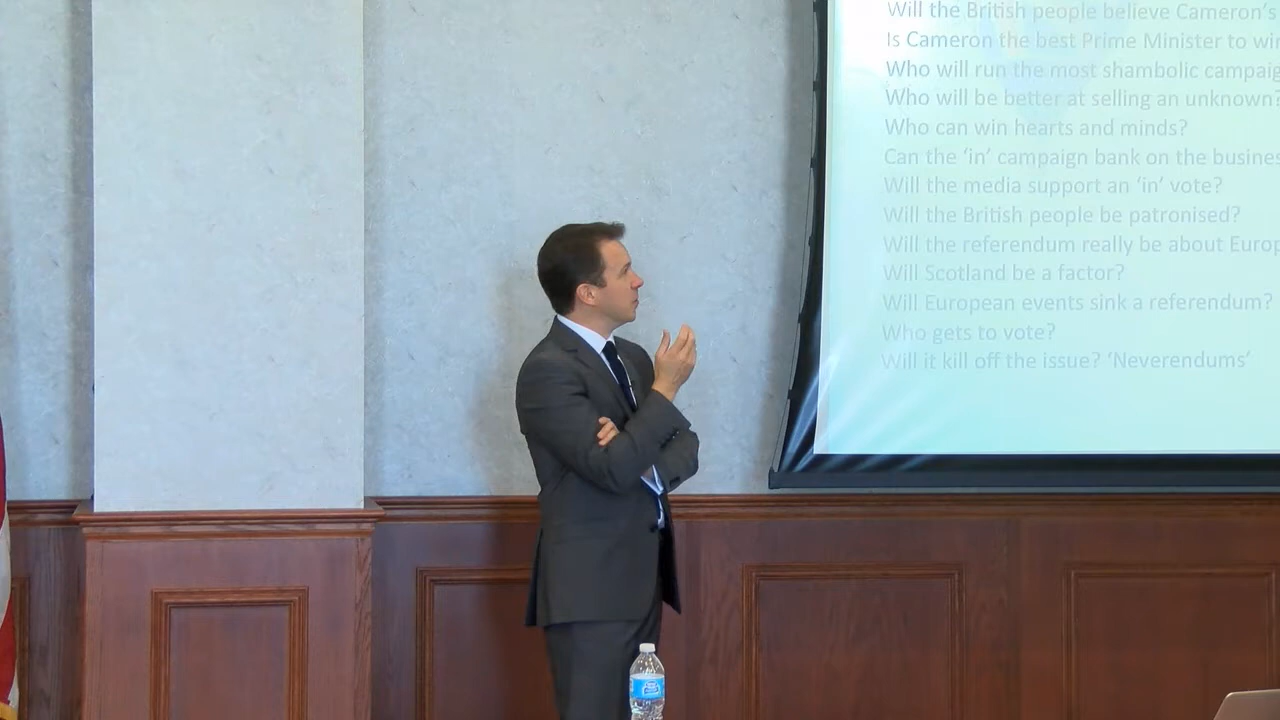 Will the British people believe Cameron's
Is Cameron the best Prime Minister to
Who will run the most shambolic
Who will be better at selling an unknown?
Who can win hearts and minds?
Can the ‘in’ campaign bank on the
Will the media support an ‘in’ vote?
Will the British people be patronised?
Will the referendum really be about
Will Scotland be a factor?
Will European events sink a referendum?
Who gets to vote?
Will it kill off the issue? ‘Neverendums’